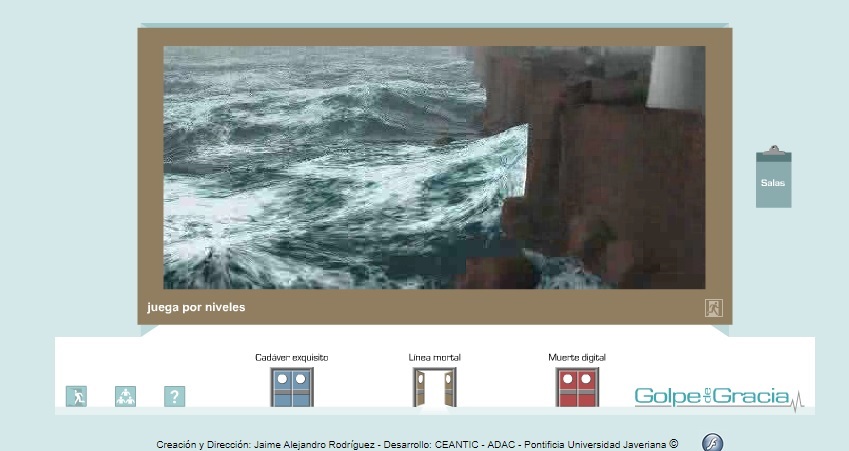 Salas
juega por niveles
Cadáver exquisito
Línea mortal
Muerte digital
?
Golpe de Gracia
Creación y Dirección: Jaime Alejandro Rodríguez - Desarrollo: CEANTIC - ADAC - Pontificia Universidad Javeriana ©